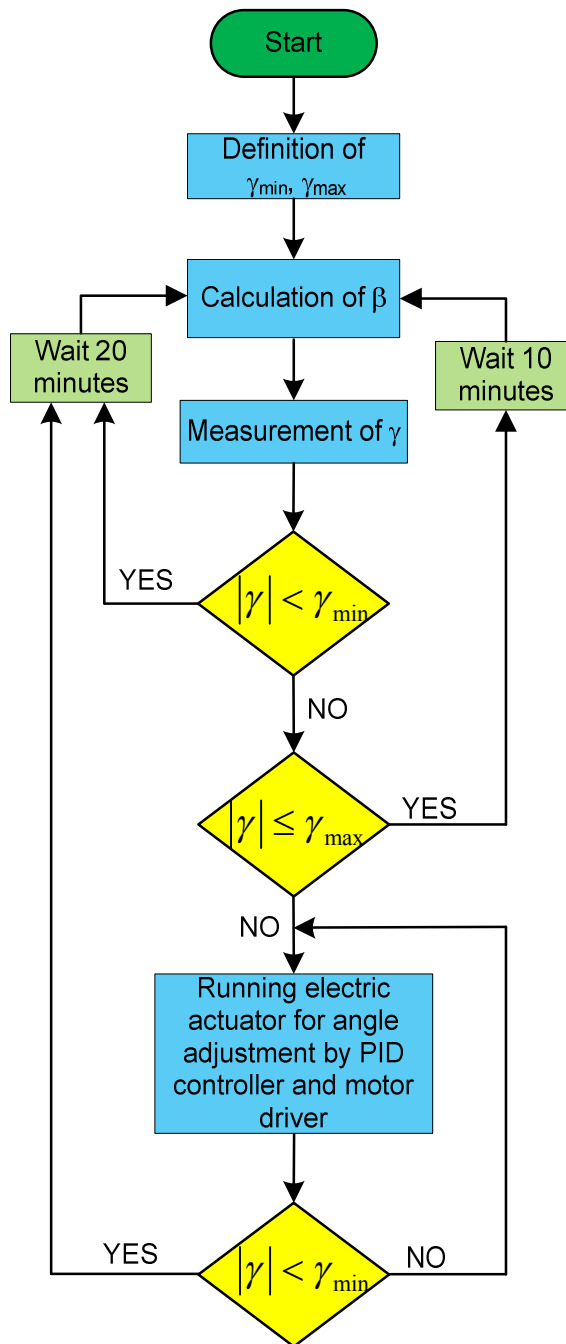 Start
Definition of
γmin, γmax
Calculation of β
Wait 20
minutes
Wait 10
minutes
Measurement of γ
YES
|γ| < γmin
NO
|γ| ≤ γmax
YES
NO
Running electric
actuator for angle
adjustment by PID
controller and motor
driver
YES
|γ| < γmin
NO